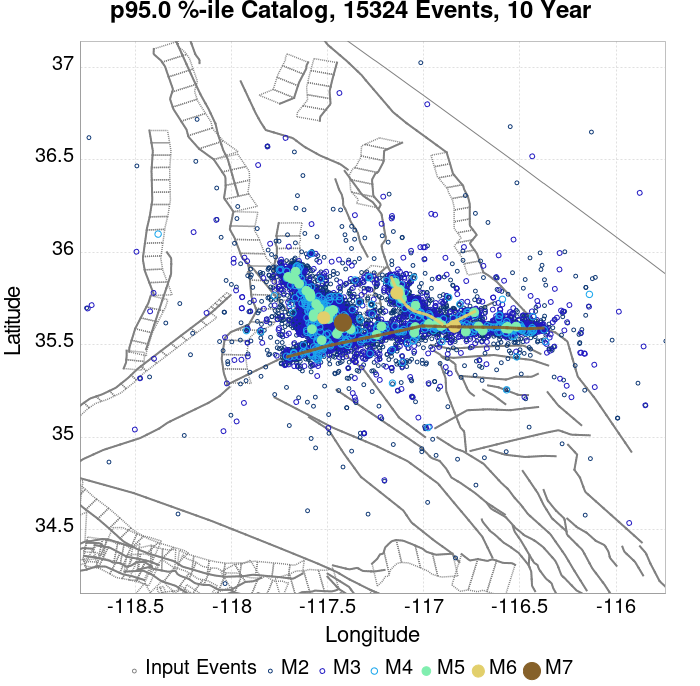 p95.0 %-ile Catalog, 15324 Events, 10 Year
37
36.5
36
35.5
35
34.5
Latitude
-118.5 -118 -117.5 -117 -116.5 -116
Longitude
Input Events M2 M3 M4 M5 M6 M7